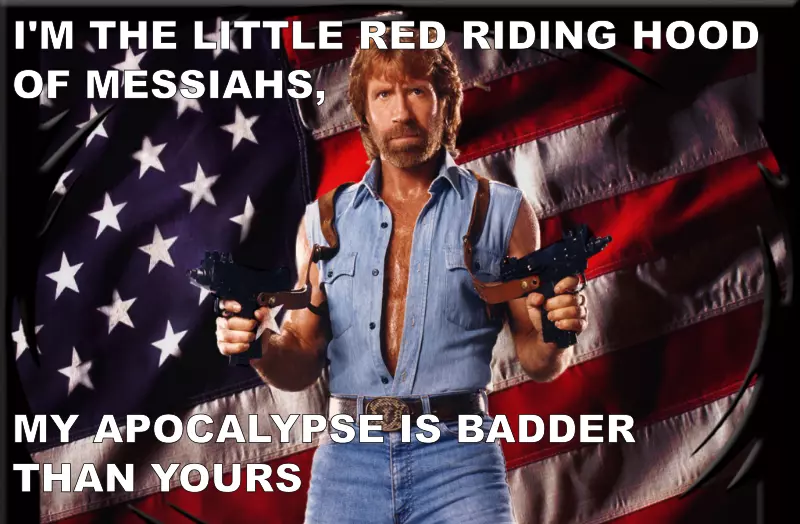 I'M THE LITTLE RED RIDING HOOD
OF MESSIAHS,
MY APOCALYPSE IS BADDER
THAN YOURS